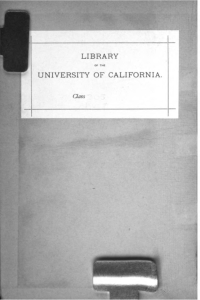 LIBRARY
OF THE
UNIVERSITY OF CALIFORNIA.
Class